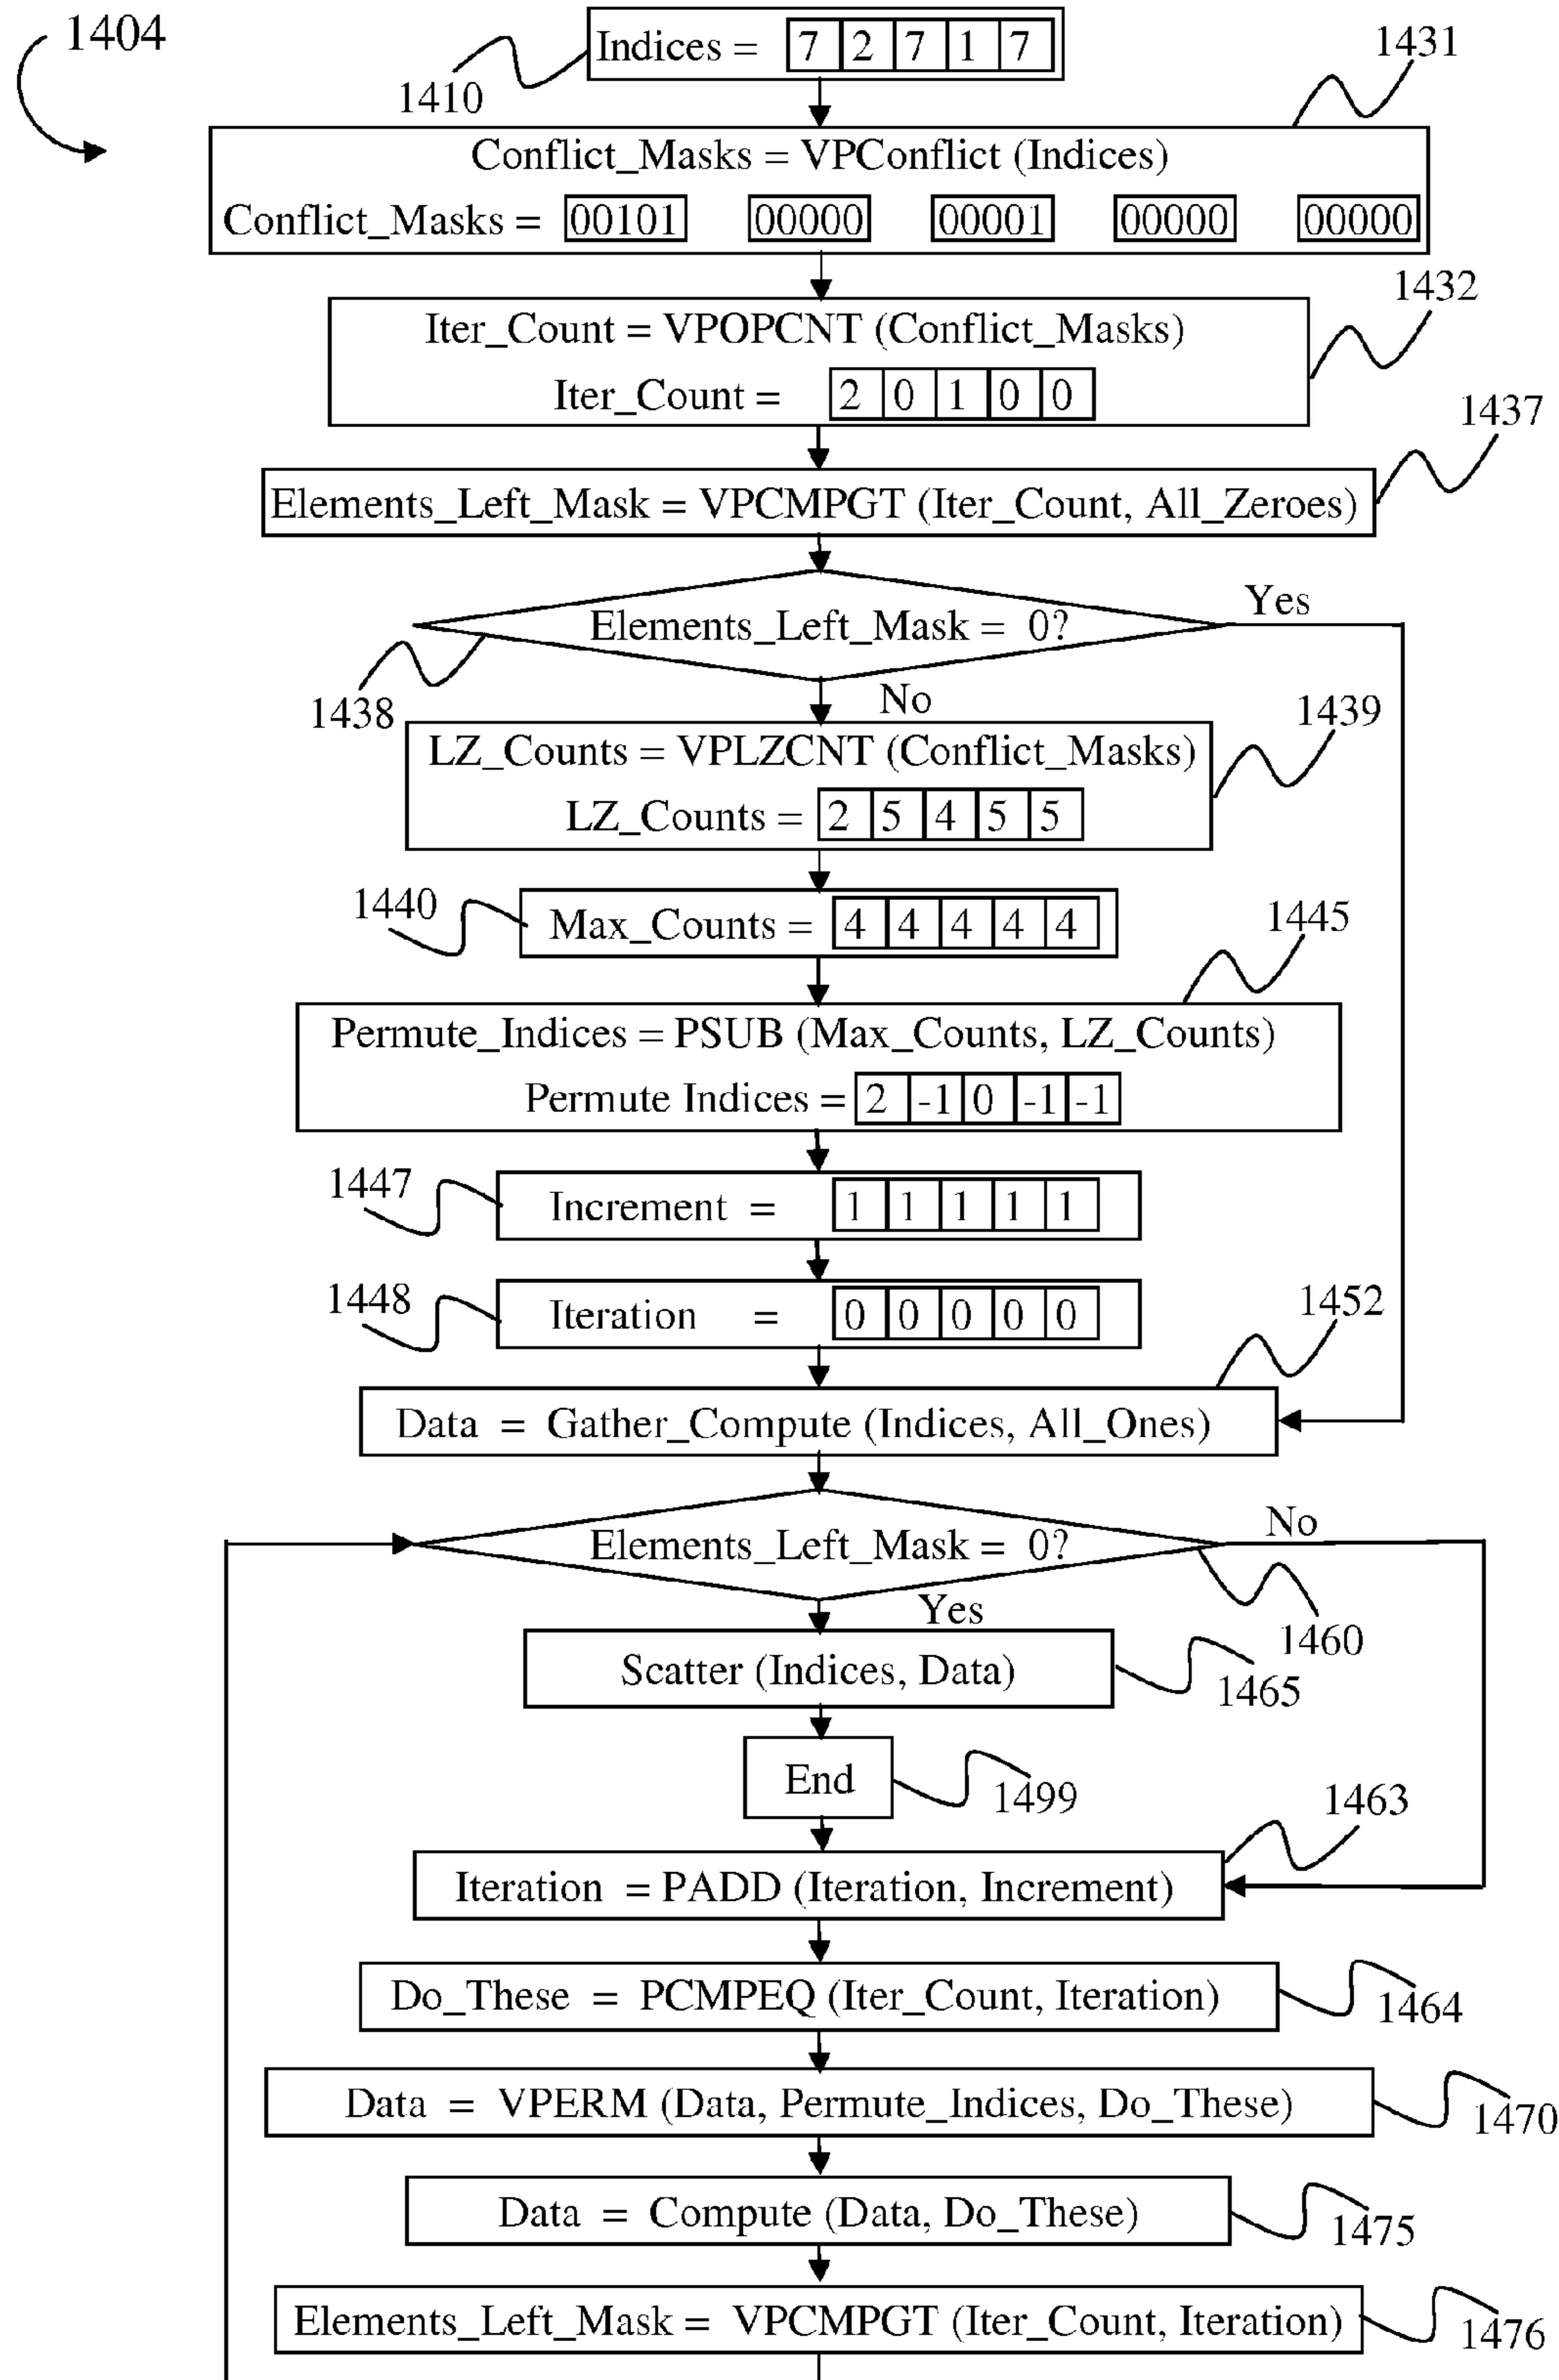 1404
Indices = 7 2 7 1 7
1410
1431
Conflict_Masks = VPConflict (Indices)
Conflict_Masks = 00101 00000 00001 00000 00000
1432
Iter_Count = VPOPCNT (Conflict_Masks)
Iter_Count = 2 0 1 0 0
1437
Elements_Left_Mask = VPCMPGT (Iter_Count, All_Zeroes)
Elements_Left_Mask = 0?
Yes
1438
No
1439
LZ_Counts = VPLZCNT (Conflict_Masks)
LZ_Counts = 2 5 4 5 5
1440
Max_Counts = 4 4 4 4 4
1445
Permute_Indices = PSUB (Max_Counts, LZ_Counts)
Permute Indices = 2 -1 0 -1 -1
1447
Increment = 1 1 1 1 1
1448
Iteration = 0 0 0 0 0
1452
Data = Gather_Compute (Indices, All_Ones)
Elements_Left_Mask = 0?
No
Yes
1460
Scatter (Indices, Data)
1465
End
1499
1463
Iteration = PADD (Iteration, Increment)
Do_These = PCMPEQ (Iter_Count, Iteration)
1464
Data = VPERM (Data, Permute_Indices, Do_These)
1470
Data = Compute (Data, Do_These)
1475
Elements_Left_Mask = VPCMPGT (Iter_Count, Iteration)
1476